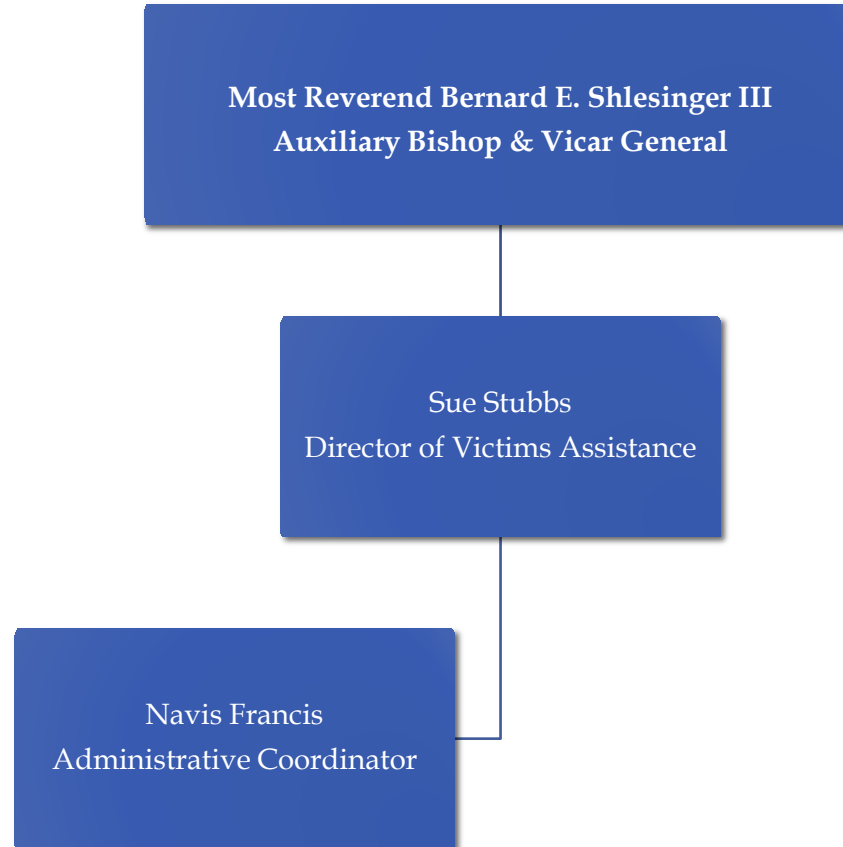 Most Reverend Bernard E. Shlesinger III
Auxiliary Bishop & Vicar General
Sue Stubbs
Director of Victims Assistance
Navis Francis
Administrative Coordinator